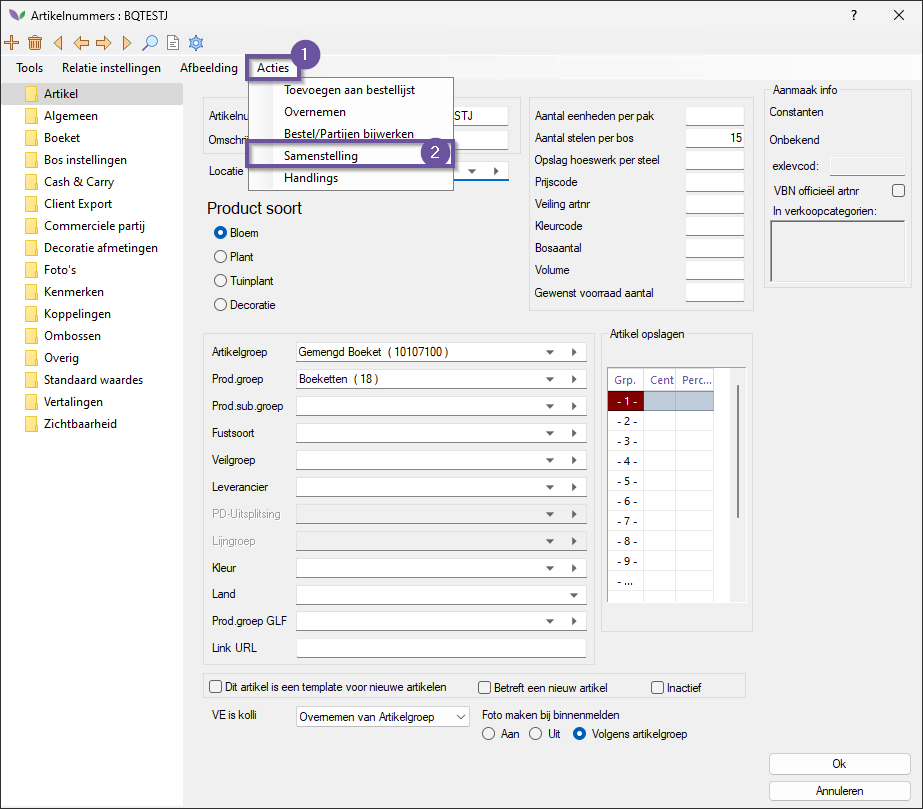 Artikelnummers : BQTESTJ
?
Tools Relatie instellingen Afbeelding Acties
1
Artikel
Algemeen
Boeket
Bos instellingen
Cash & Carry
Client Export
Commerciele partij
Decoratie afmetingen
Foto's
Kenmerken
Koppelingen
Ombossen
Overig
Standaard waardes
Vertalingen
Zichtbaarheid
Toevoegen aan bestellijst
Overnemen
Bestel/Partijen bijwerken
Samenstelling
2
Handlings
Artikelnu
STJ
Omschri
Locatie
Product soort
Bloem
Plant
Tuinplant
Decoratie
Aantal eenheden per pak
Aantal stelen per bos 15
Opslag hoeswerk per steel
Prijscode
Veiling artnr
Kleurcode
Bosaantal
Volume
Gewenst voorraad aantal
Aanmaak info
Constanten
Onbekend
exlevcod:
VBN officieël artnr
In verkoopcategorien:
Artikelgroep Gemengd Boeket ( 10107100 )
Prod.groep Boeketten ( 18 )
Prod.sub.groep
Fustsoort
Veilgroep
Leverancier
PD-Uitsplitsing
Lijngroep
Kleur
Land
Prod.groep GLF
Link URL
Artikel opslagen
Grp. Cent Perc...
- 1 -
- 2 -
- 3 -
- 4 -
- 5 -
- 6 -
- 7 -
- 8 -
- 9 -
- ...
Dit artikel is een template voor nieuwe artikelen Betreft een nieuw artikel Inactief
VE is kolli Overnemen van Artikelgroep
Foto maken bij binnenmelden
Aan Uit Volgens artikelgroep
Ok
Annuleren